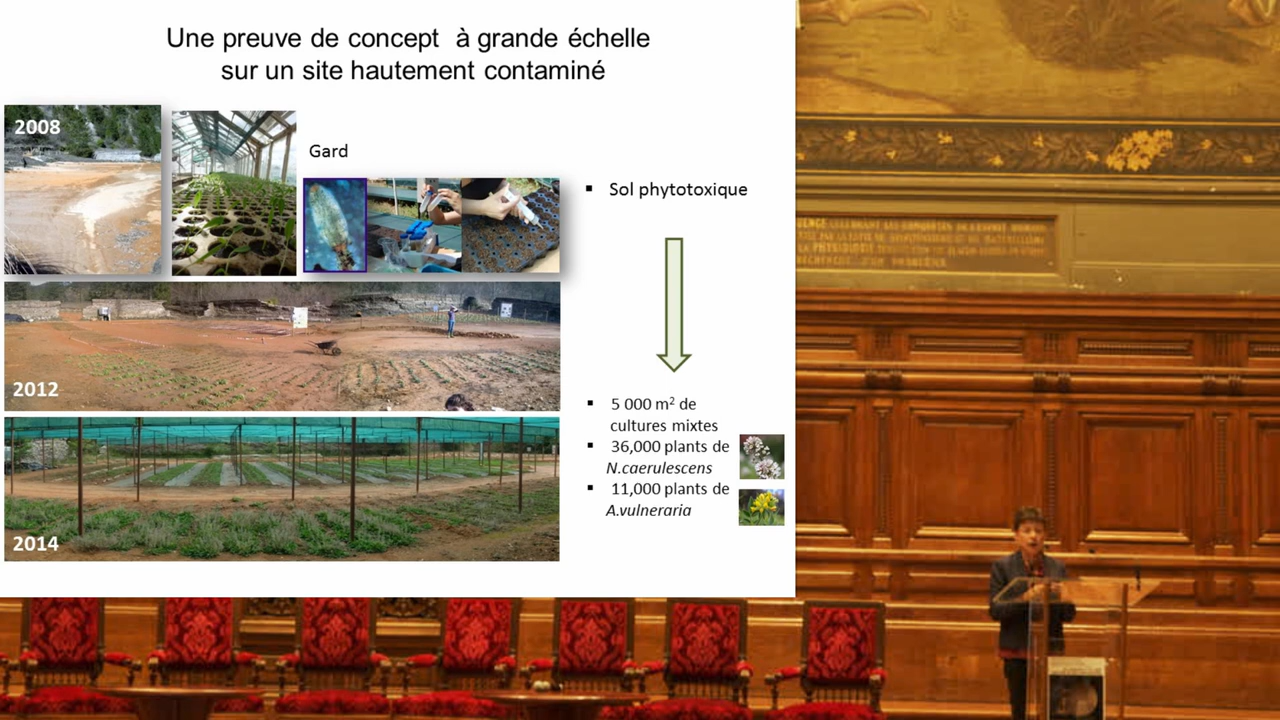 Une preuve de concept à grande échelle
sur un site hautement contaminé
2008
Gard
▪ Sol phytotoxique
2012
▪ 5 000 m² de
cultures mixtes
▪ 36,000 plants de
N.caerulescens
▪ 11,000 plants de
A.vulneraria
2014